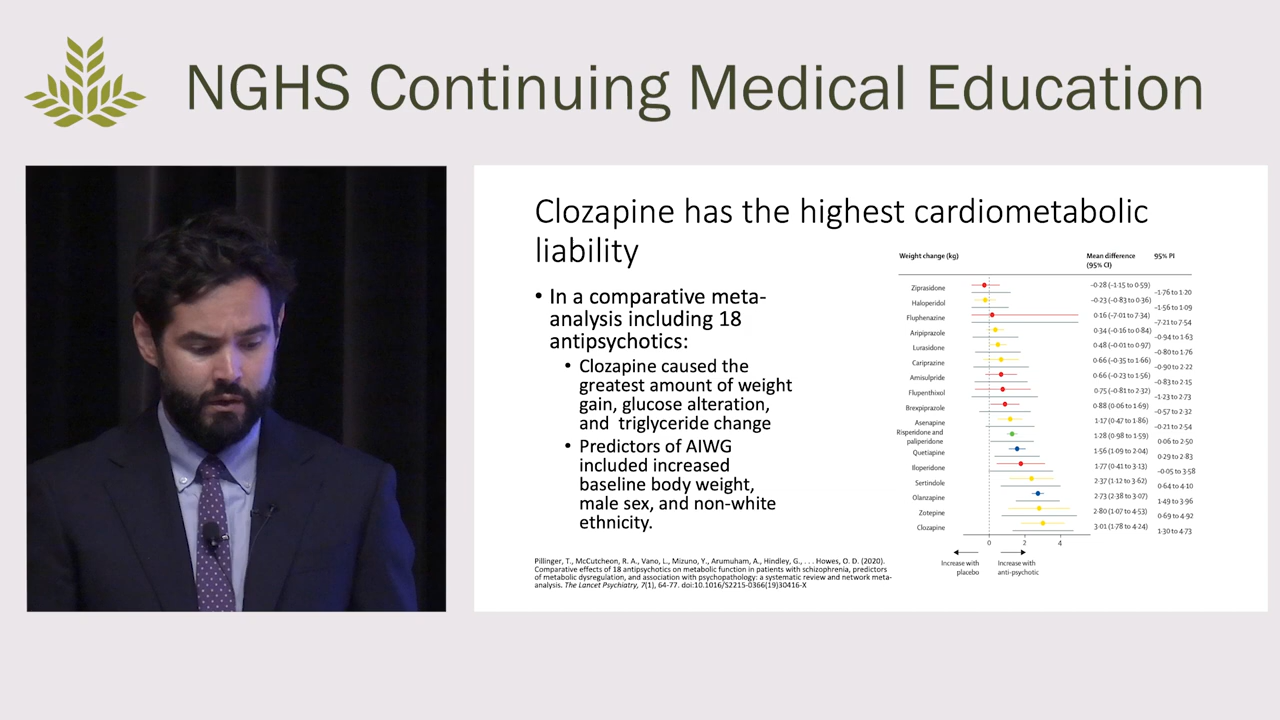 NGHS Continuing Medical Education
Clozapine has the highest cardiometabolic
liability
• In a comparative meta-
analysis including 18
antipsychotics:
• Clozapine caused the
greatest amount of weight
gain, glucose alteration,
and triglyceride change
• Predictors of AIWG
included increased
baseline body weight,
male sex, and non-white
ethnicity.
Pillinger, T., McCutcheon, R. A., Vano, L., Mizuno, Y., Arumuham, A., Hindley, G., . . . Howes, O. D. (2020).
Comparative effects of 18 antipsychotics on metabolic function in patients with schizophrenia, predictors
of metabolic dysregulation, and association with psychopathology: a systematic review and network meta-
analysis. The Lancet Psychiatry, 7(1), 64-77. doi:10.1016/S2215-0366(19)30416-X
Weight change (kg) Mean difference 95% PI
(95% CI)
Ziprasidone -0·28 (-1·15 to 0·59)
-1·76 to 1·20
Haloperidol -0·23 (-0·83 to 0·36)
-1·56 to 1·09
Fluphenazine 0·16 (-7·01 to 7·34)
-7·21 to 7·54
Aripiprazole 0·34 (-0·16 to 0·84)
-0·94 to 1·63
Lurasidone 0·48 (-0·01 to 0·97)
-0·80 to 1·76
Cariprazine 0·66 (-0·35 to 1·66)
-0·90 to 2·22
Amisulpride 0·66 (-0·23 to 1·56)
-0·83 to 2·15
Flupenthixol 0·75 (-0·81 to 2·32)
-1·23 to 2·73
Brexpiprazole 0·88 (0·06 to 1·69)
-0·57 to 2·32
Asenapine 1·17 (0·47 to 1·86)
-0·21 to 2·54
Risperidone and
paliperidone 1·28 (0·98 to 1·59)
0·06 to 2·50
Quetiapine 1·56 (1·09 to 2·04)
0·29 to 2·83
Iloperidone 1·77 (0·41 to 3·13)
-0·05 to 3·58
Sertindole 2·37 (1·12 to 3·62)
0·64 to 4·10
Olanzapine 2·73 (2·38 to 3·07)
1·49 to 3·96
Zotepine 2·80 (1·07 to 4·53)
0·69 to 4·92
Clozapine 3·01 (1·78 to 4·24)
1·30 to 4·73
0 2 4
Increase with Increase with
placebo anti-psychotic